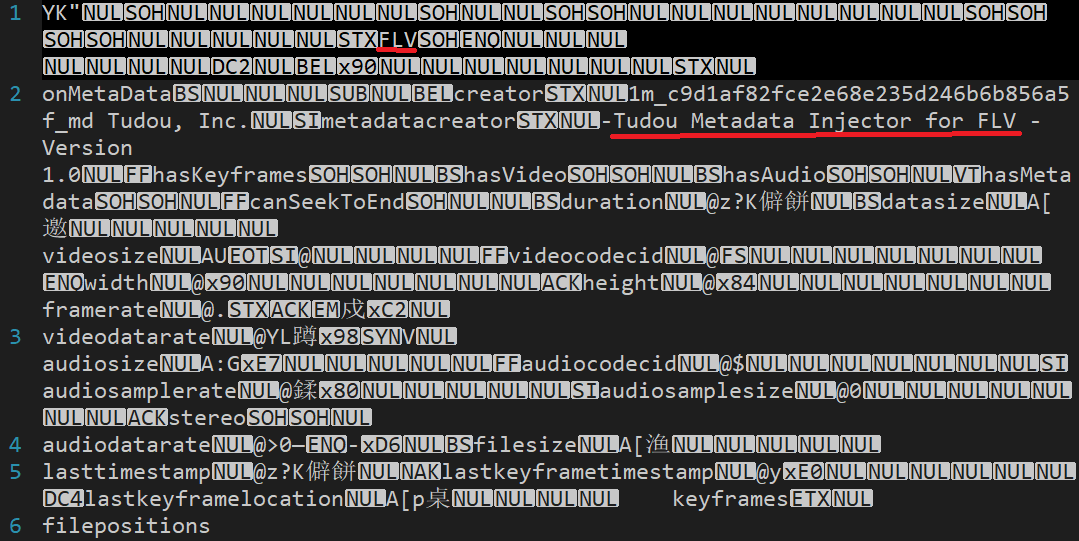 1 YK"NULSOHNULNULNULNULNULNULNULSOHNULNULSOHSOHNULNULNULNULNULNULNULNULNULSOHSOH
SOHSOHNULNULNULNULNULSTXFLVSOHENQNULNULNUL
NULNULNULNULDC2NULBELx90NULNULNULNULNULNULNULSTXNUL
2 onMetaDataBSNULNULNULSUBNULBELcreatorSTXNUL1m_c9d1af82fce2e68e235d246b6b856a5
f_md Tudou, Inc.NULSImetadatacreatorSTXNUL-Tudou Metadata Injector for FLV -
Version
1.0NULFFhasKeyframesSOHSOHNULBShasVideoSOHSOHNULBShasAudioSOHSOHNULVThasMeta
dataSOHSOHNULFFcanSeekToEndSOHNULNULBSdurationNUL@z?K僻餅NULBSdatasizeNULA[
邀NULNULNULNULNUL
videosizeNULAUEOTSI@NULNULNULNULFFvideocodecidNUL@FSNULNULNULNULNULNULNUL
ENQwidthNUL@x90NULNULNULNULNULNULNULACKheightNUL@x84NULNULNULNULNULNULNUL
framerateNUL@.STXACKEM戍xC2NUL
3 videodatarateNUL@YL蹲x98SYNVNUL
audiosizeNULA:GxE7NULNULNULNULNULFFaudiocodecidNUL@$NULNULNULNULNULNULNULSI
audiosamplerateNUL@鍒x80NULNULNULNULNULSIaudiosamplesizeNUL@0NULNULNULNULNUL
NULNULACKstereoSOHSOHNUL
4 audiodatarateNUL@>0—ENQ-xD6NULBSfilesizeNULA[渔NULNULNULNULNUL
5 lasttimestampNUL@z?K僻餅NULNAKlastkeyframetimestampNUL@yxE0NULNULNULNULNULNUL
DC4lastkeyframelocationNULA[p桌NULNULNULNUL keyframesETXNUL
6 filepositions